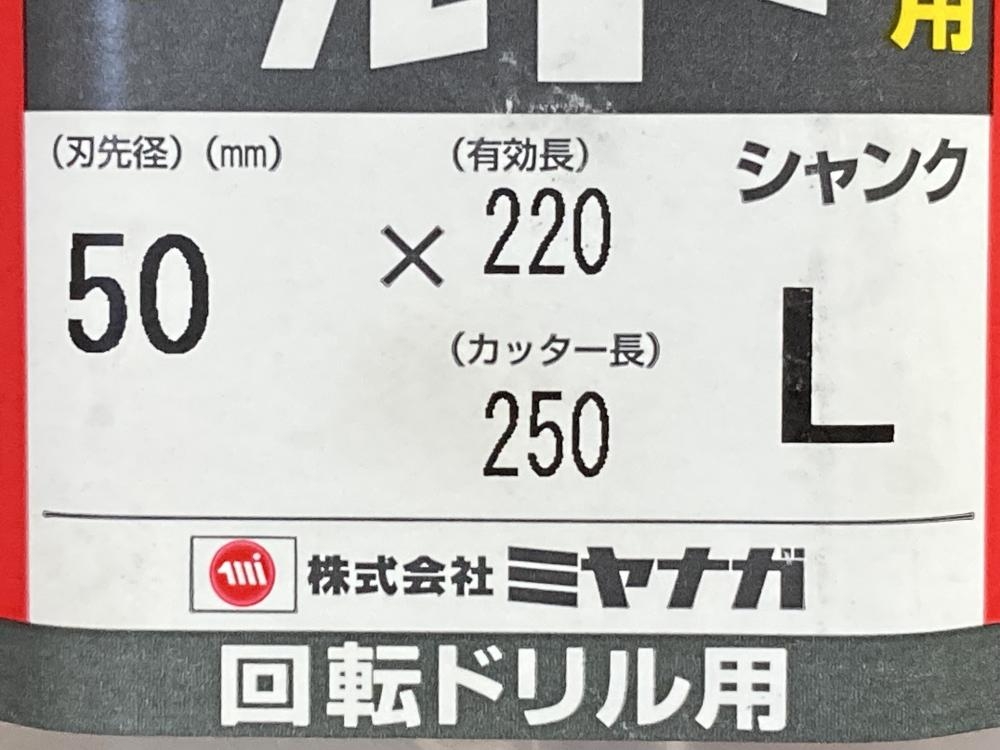 用
(刃先径) (mm)
(有効長)
シャンク
50
×
220
L
(カッター長)
250
株式会社 ミヤナガ
回転ドリル用